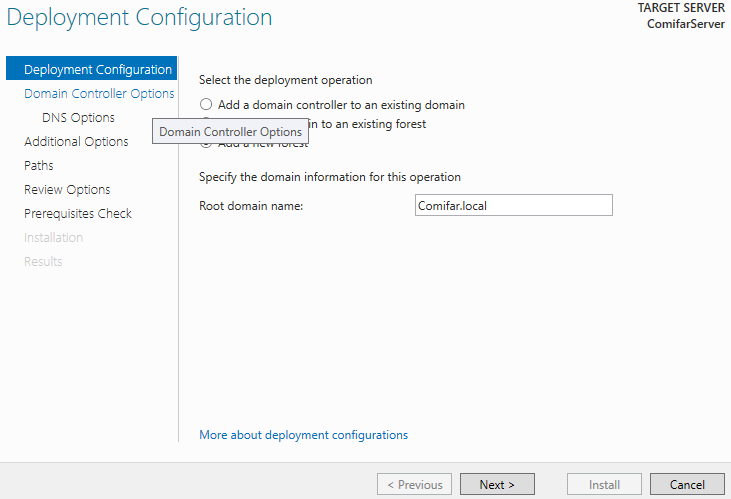 Deployment Configuration
TARGET SERVER
ComifarServer
Deployment Configuration
Domain Controller Options
DNS Options
Additional Options
Paths
Review Options
Prerequisites Check
Installation
Results
Domain Controller Options
Select the deployment operation
Add a domain controller to an existing domain
in to an existing forest
Add a new forest
Specify the domain information for this operation
Root domain name:
Comifar.local
More about deployment configurations
< Previous
Next >
Install
Cancel